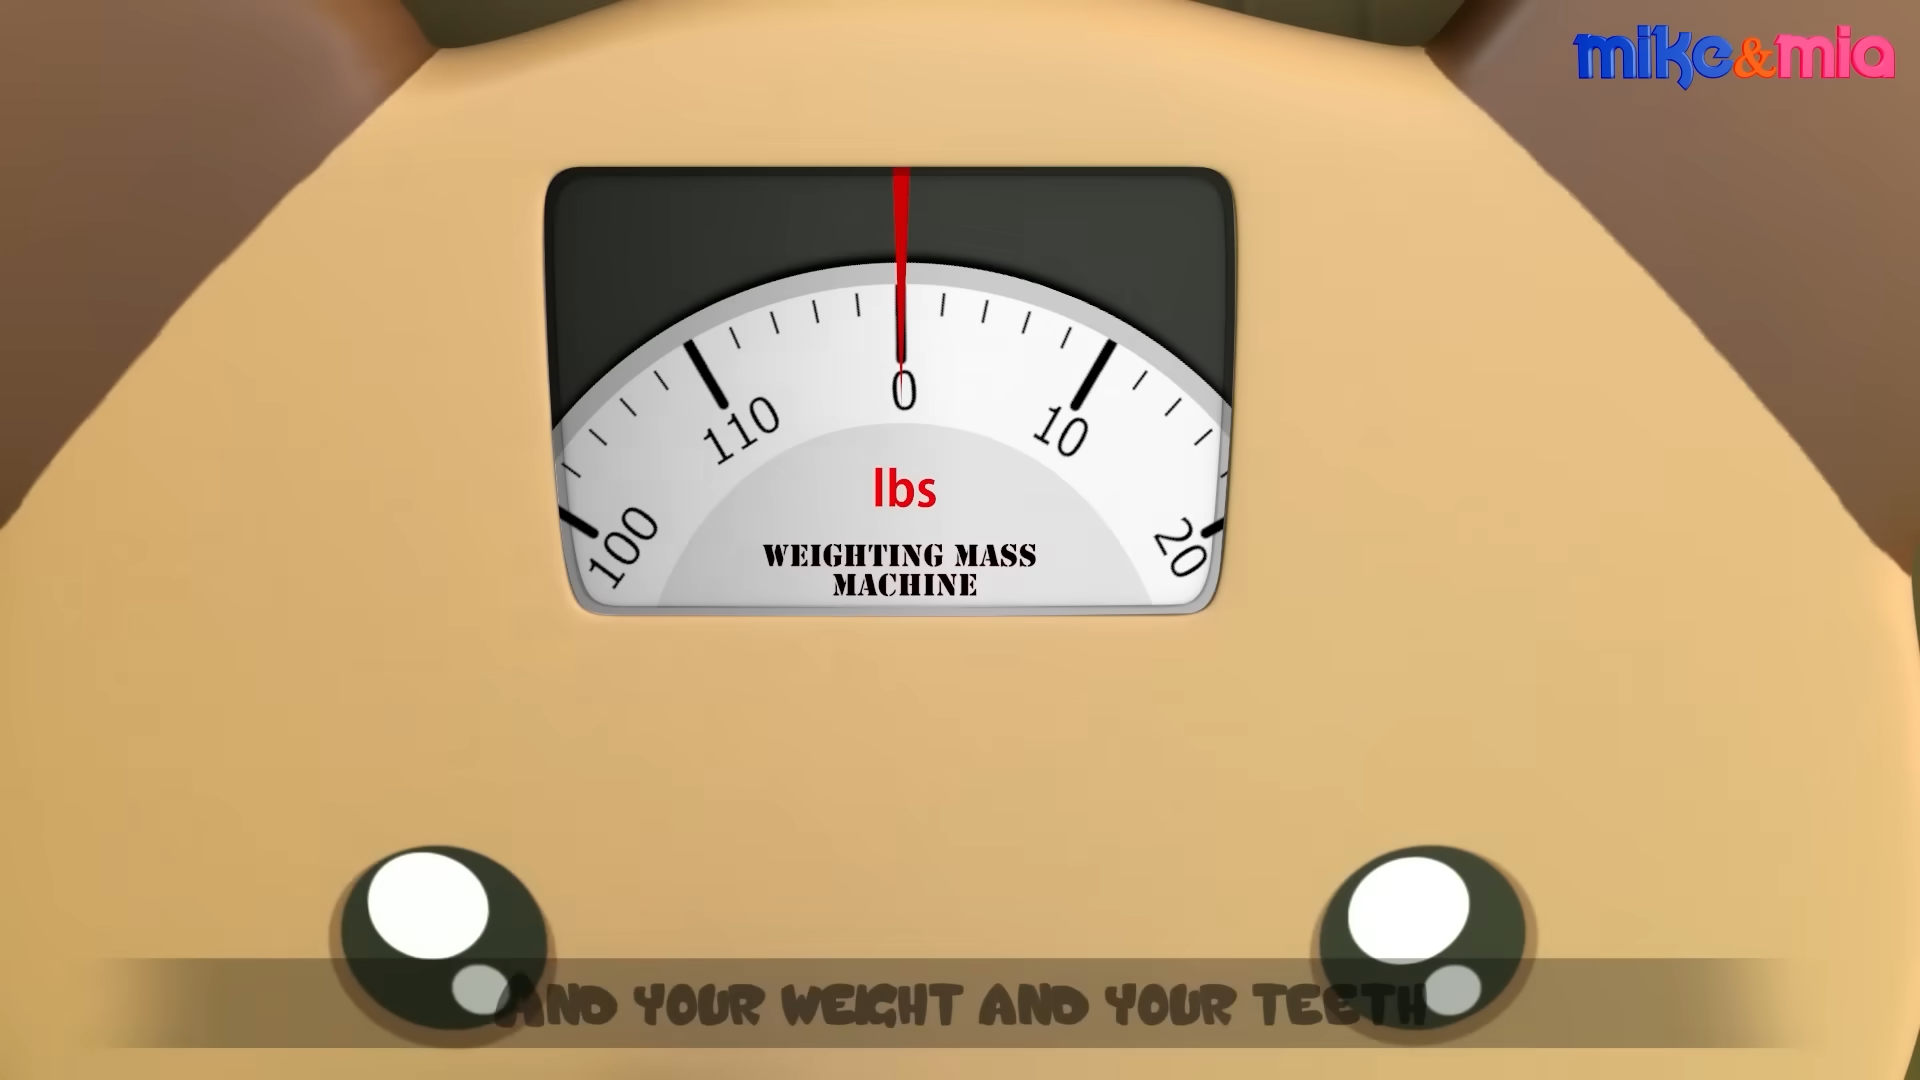 mike&mia
110 0 10
100 20
lbs
WEIGHTING MASS
MACHINE
AND YOUR WEIGHT AND YOUR TEETH